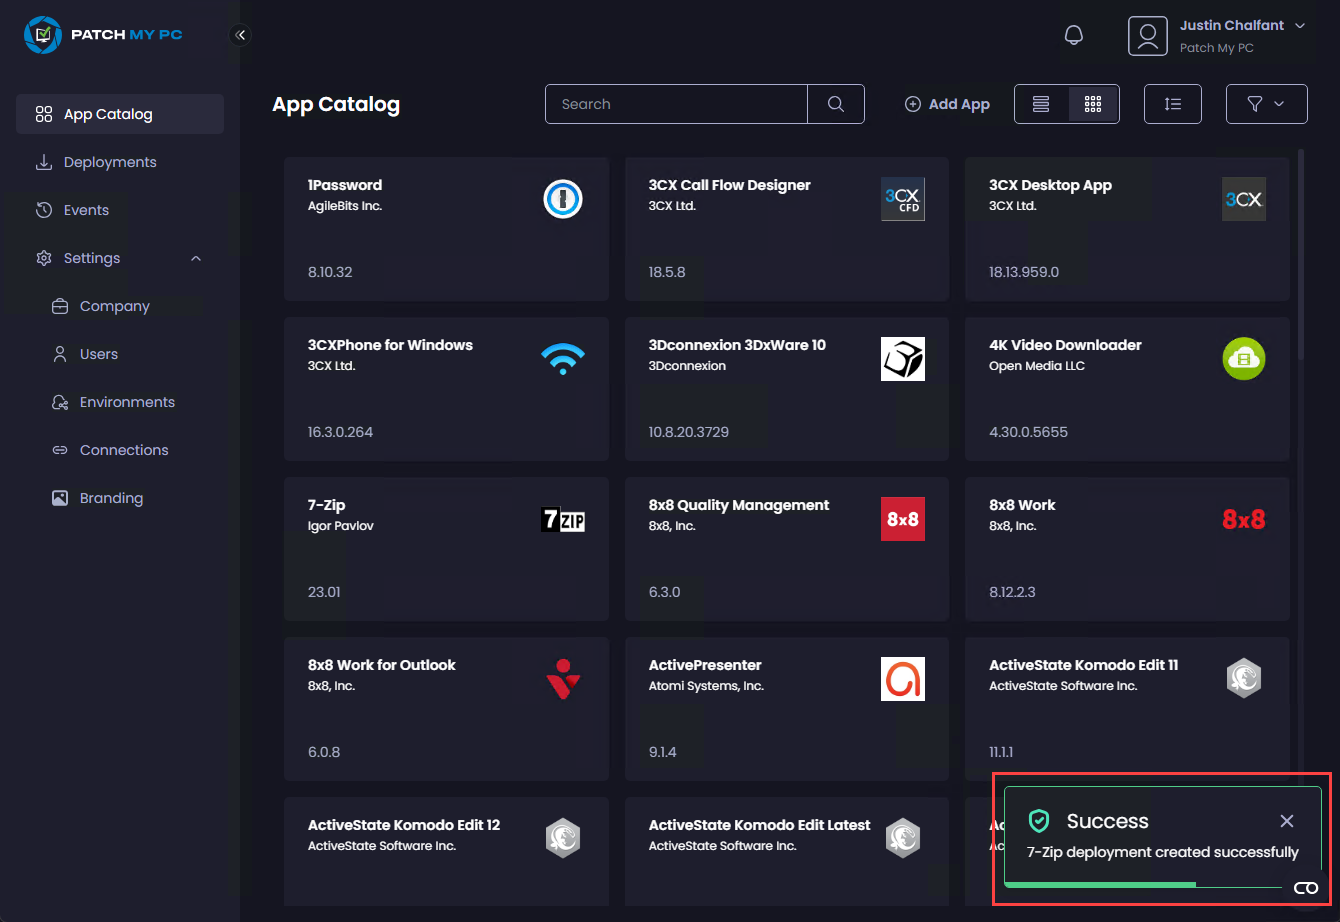 PATCH MY PC
Justin Chalfant
Patch My PC
App Catalog
Deployments
Events
Settings
Company
Users
Environments
Connections
Branding
App Catalog
Search
Add App
1Password
AgileBits Inc.
8.10.32
3CX Call Flow Designer
3CX Ltd.
3CX
CFD
18.5.8
3CX Desktop App
3CX Ltd.
3CX
18.13.959.0
3CXPhone for Windows
3CX Ltd.
16.3.0.264
3Dconnexion 3DxWare 10
3Dconnexion
10.8.20.3729
4K Video Downloader
Open Media LLC
4.30.0.5655
7-Zip
Igor Pavlov
7ZIP
23.01
8x8 Quality Management
8x8, Inc.
8x8
6.3.0
8x8 Work
8x8, Inc.
8x8
8.12.2.3
8x8 Work for Outlook
8x8, Inc.
6.0.8
ActivePresenter
Atomi Systems, Inc.
9.1.4
ActiveState Komodo Edit 11
ActiveState Software Inc.
11.1.1
ActiveState Komodo Edit 12
ActiveState Software Inc.
ActiveState Komodo Edit Latest
ActiveState Software Inc.
Success
7-Zip deployment created successfully